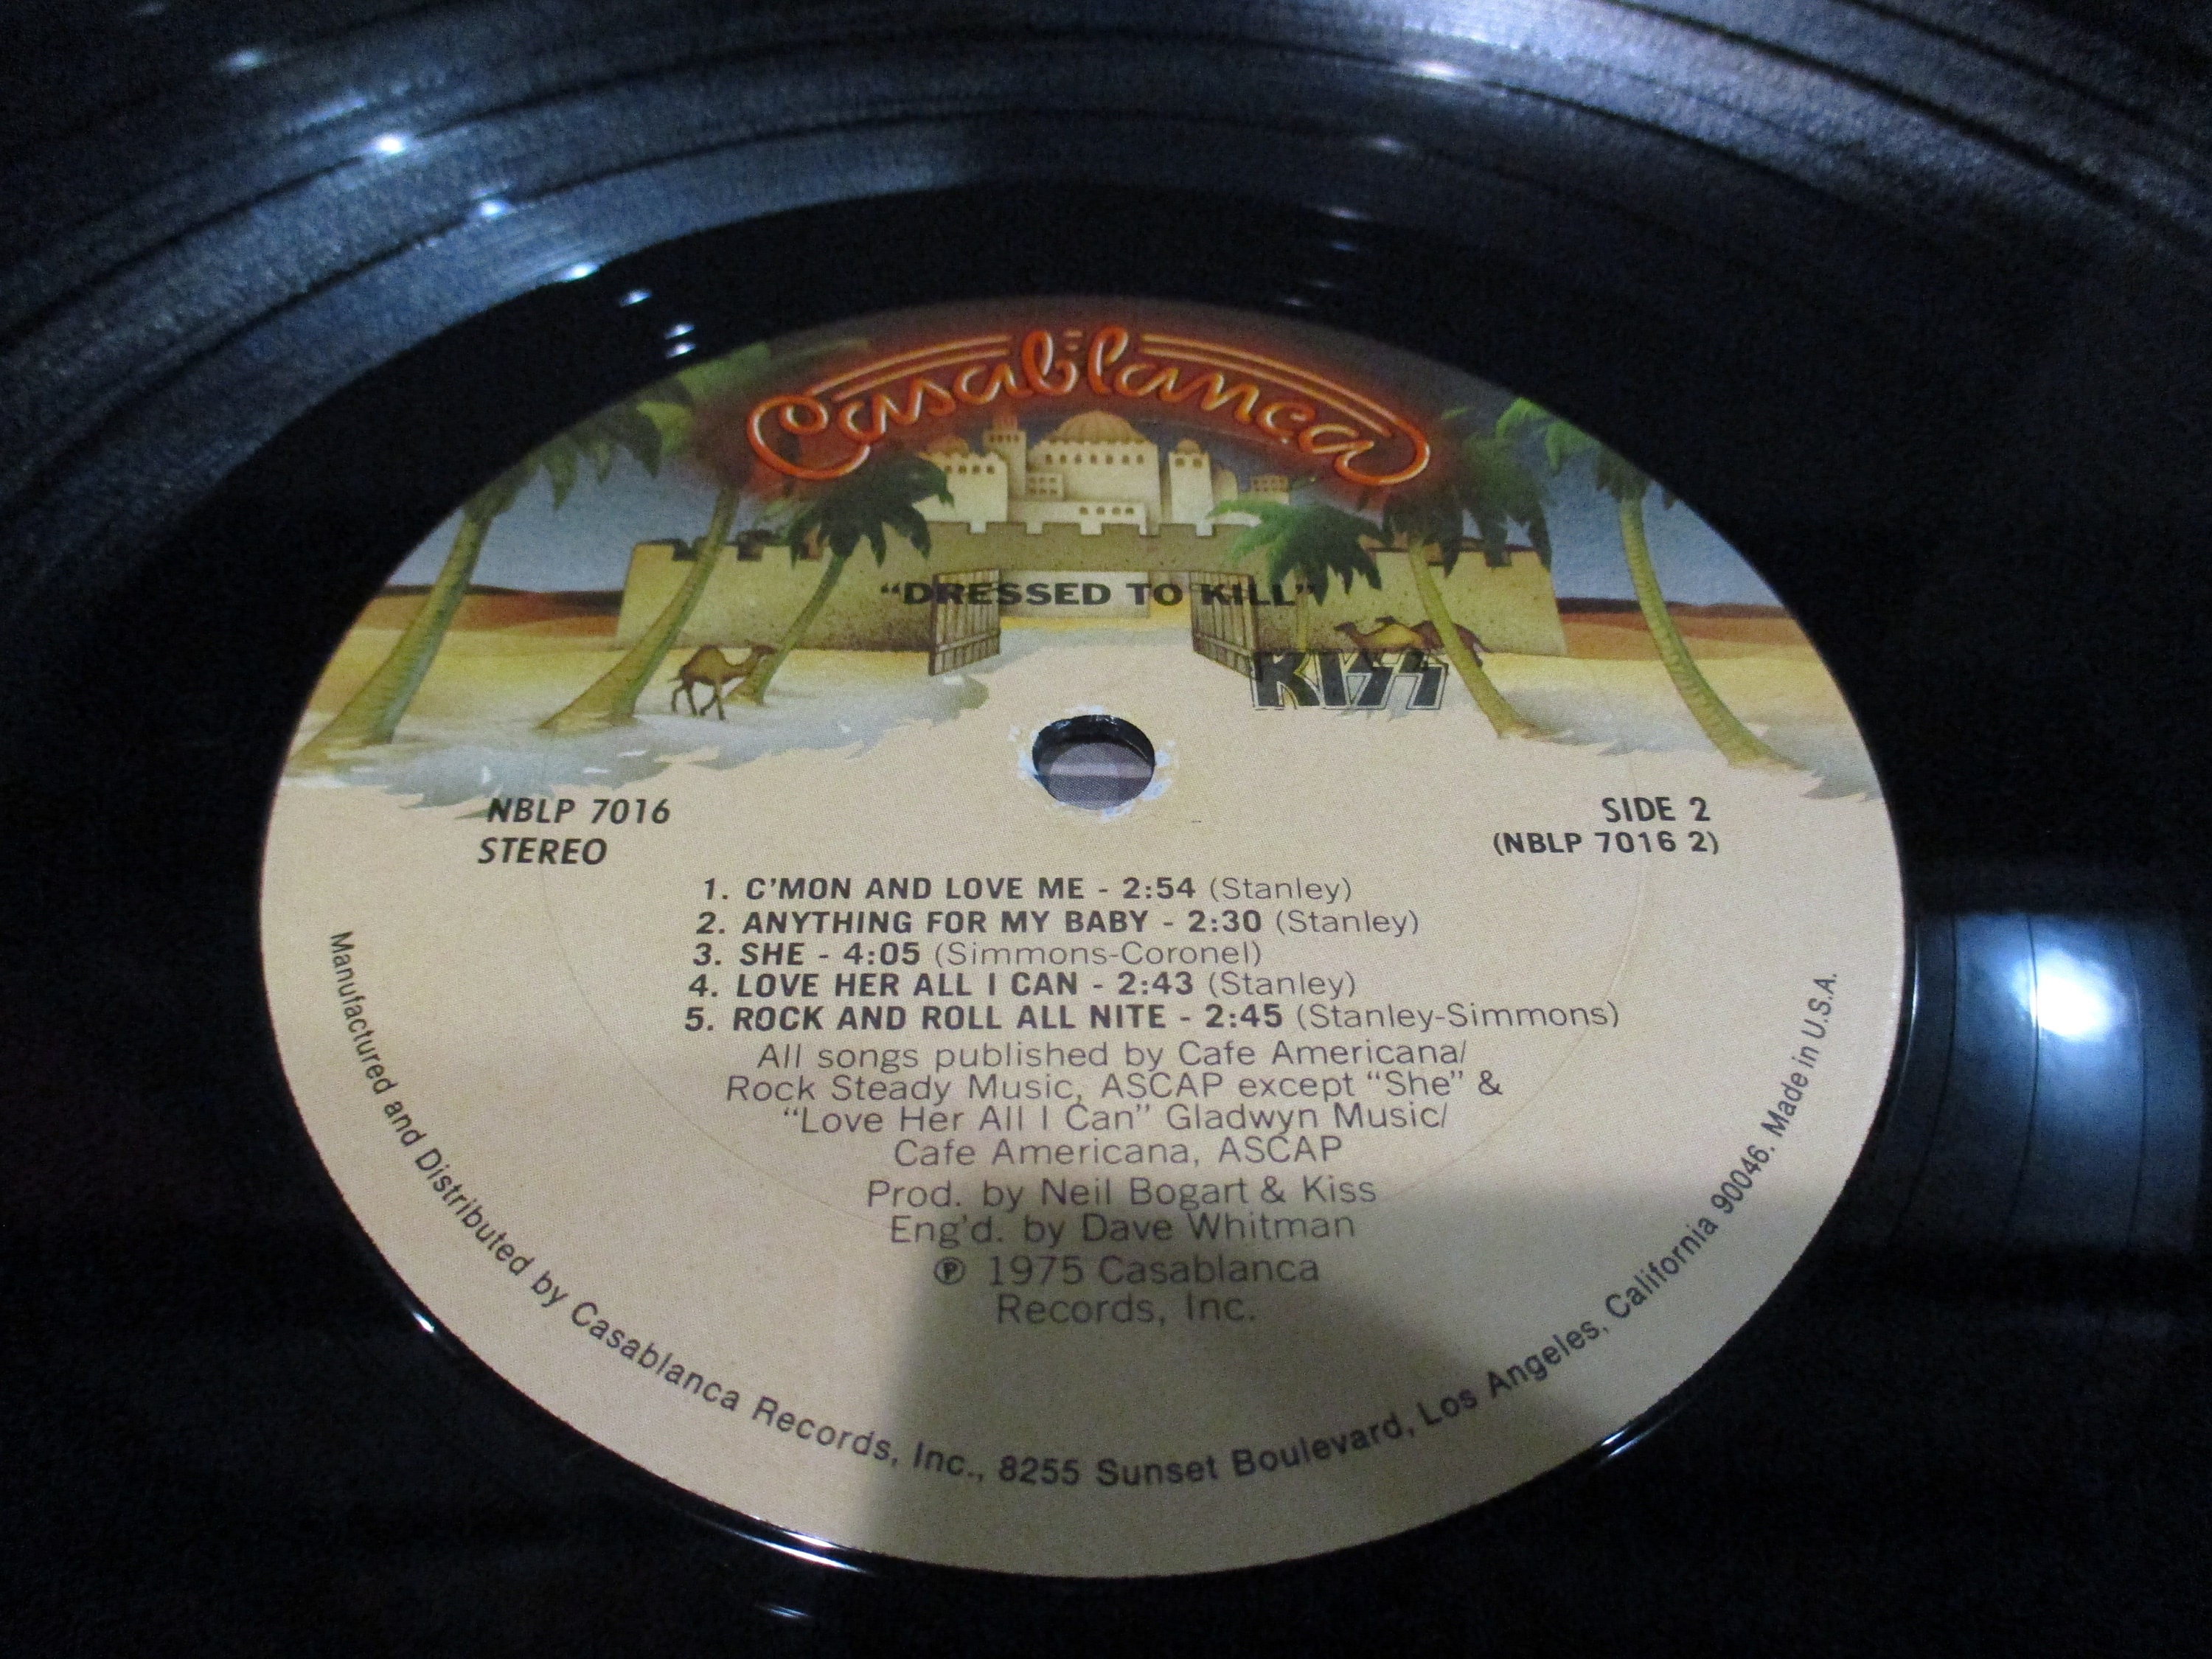 Casablanca
“DRESSED TO KILL”
KISS
NBLP 7016
STEREO
SIDE 2
(NBLP 7016 2)
1. C'MON AND LOVE ME - 2:54 (Stanley)
2. ANYTHING FOR MY BABY - 2:30 (Stanley)
3. SHE - 4:05 (Simmons-Coronel)
4. LOVE HER ALL I CAN - 2:43 (Stanley)
5. ROCK AND ROLL ALL NITE - 2:45 (Stanley-Simmons)
All songs published by Cafe Americana/
Rock Steady Music, ASCAP except “She” &
“Love Her All I Can” Gladwyn Music/
Cafe Americana, ASCAP
Prod. by Neil Bogart & Kiss
Eng'd. by Dave Whitman
℗ 1975 Casablanca
Records, Inc.
Manufactured and Distributed by Casablanca Records, Inc., 8255 Sunset Boulevard, Los Angeles, California 90046. Made in U.S.A.